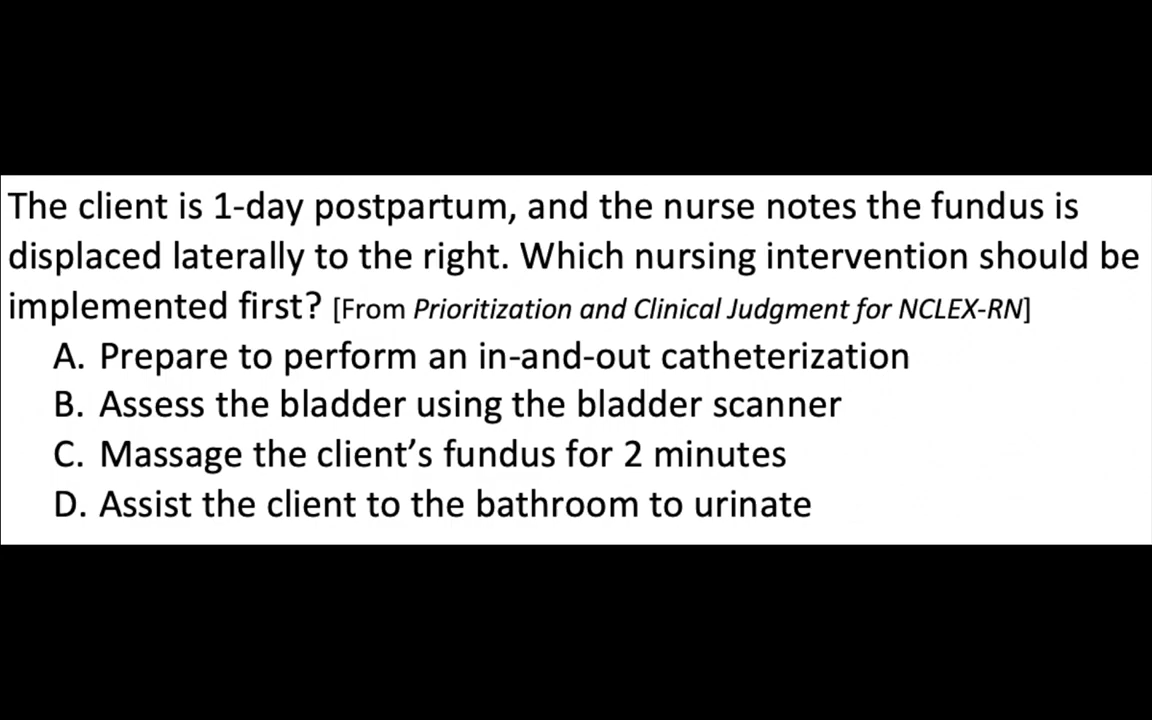 The client is 1-day postpartum, and the nurse notes the fundus is
displaced laterally to the right. Which nursing intervention should be
implemented first? [From Prioritization and Clinical Judgment for NCLEX-RN]
A. Prepare to perform an in-and-out catheterization
B. Assess the bladder using the bladder scanner
C. Massage the client’s fundus for 2 minutes
D. Assist the client to the bathroom to urinate